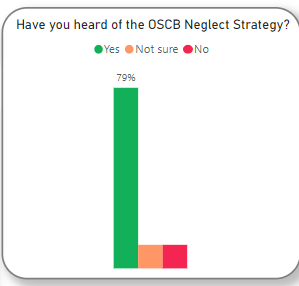 Have you heard of the OSCB Neglect Strategy?
Yes Not sure No
79%